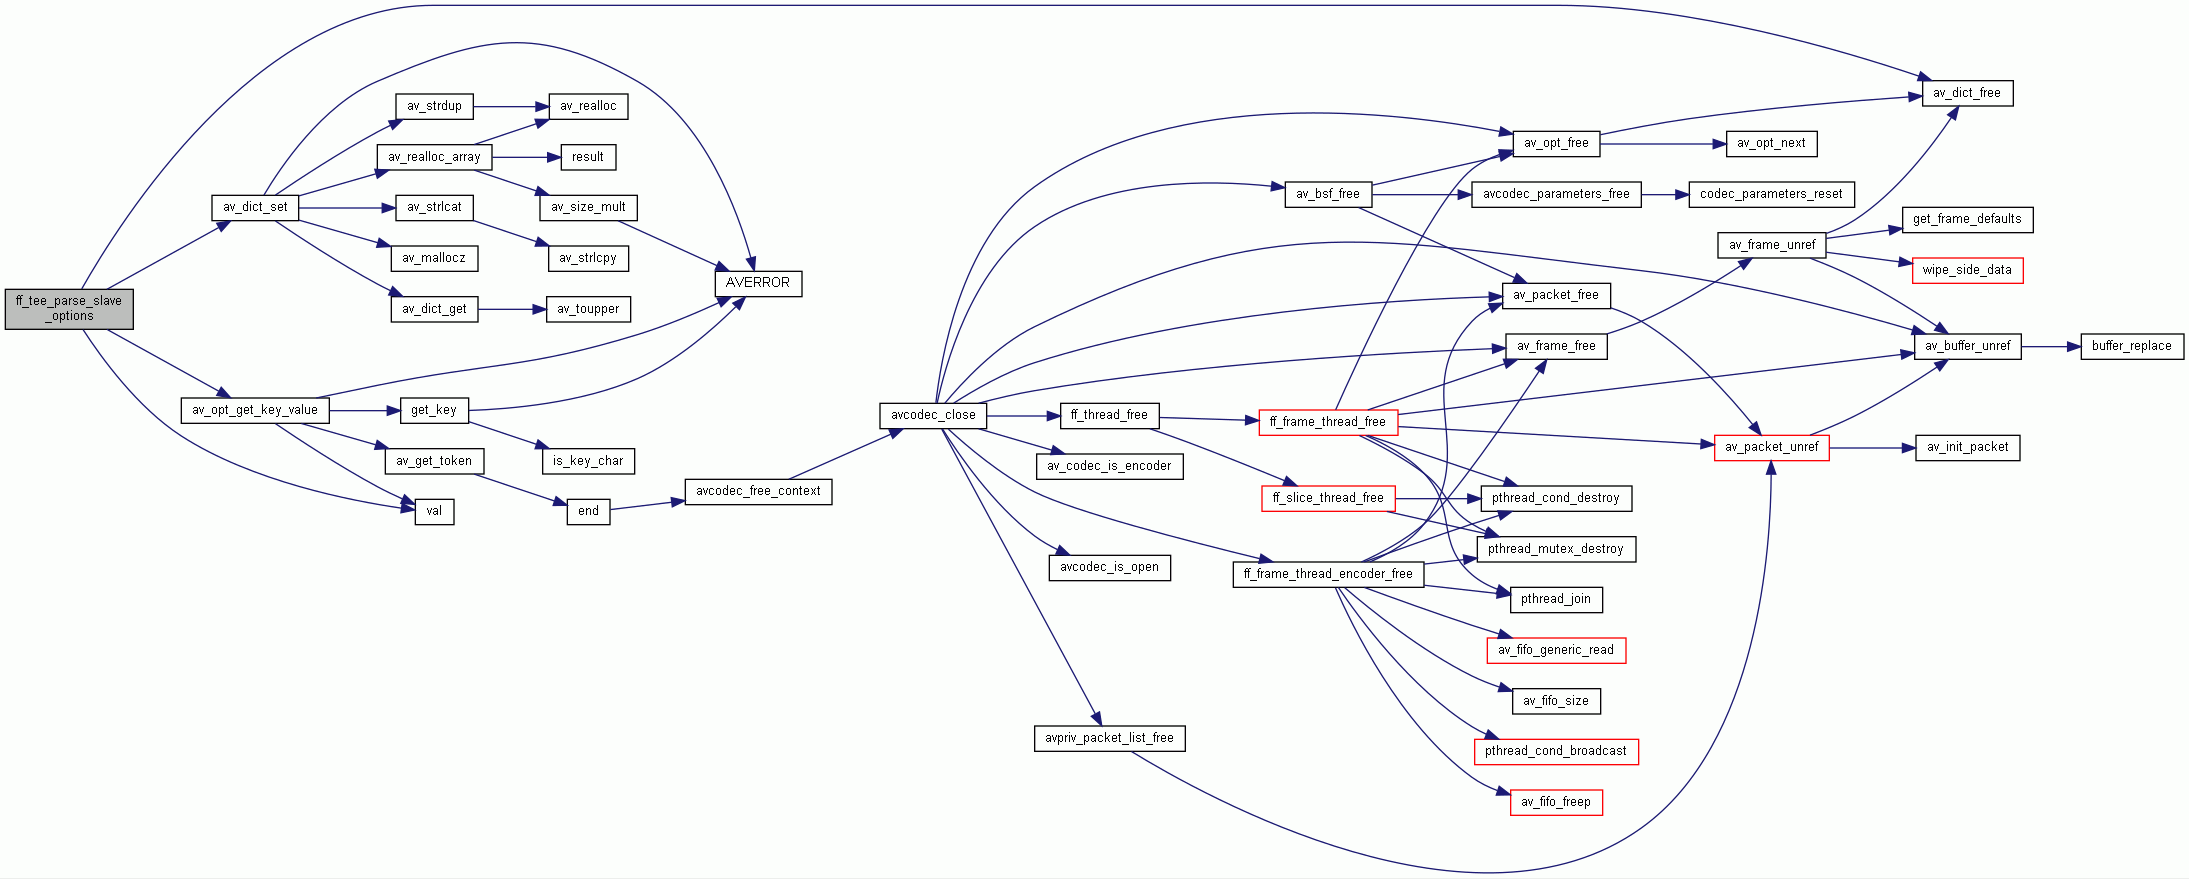 ff_tee_parse_slave
_options
av_dict_set
av_opt_get_key_value
av_strdup
av_realloc_array
av_strlcat
av_mallocz
av_dict_get
get_key
av_get_token
val
av_realloc
result
av_size_mult
av_strlcpy
av_toupper
is_key_char
end
AVERROR
avcodec_free_context
avcodec_close
ff_thread_free
av_codec_is_encoder
avcodec_is_open
avpriv_packet_list_free
av_bsf_free
ff_frame_thread_free
ff_slice_thread_free
ff_frame_thread_encoder_free
av_opt_free
avcodec_parameters_free
av_packet_free
av_frame_free
pthread_cond_destroy
pthread_mutex_destroy
pthread_join
av_fifo_generic_read
av_fifo_size
pthread_cond_broadcast
av_fifo_freep
av_opt_next
codec_parameters_reset
av_frame_unref
av_packet_unref
av_dict_free
get_frame_defaults
wipe_side_data
av_buffer_unref
av_init_packet
buffer_replace